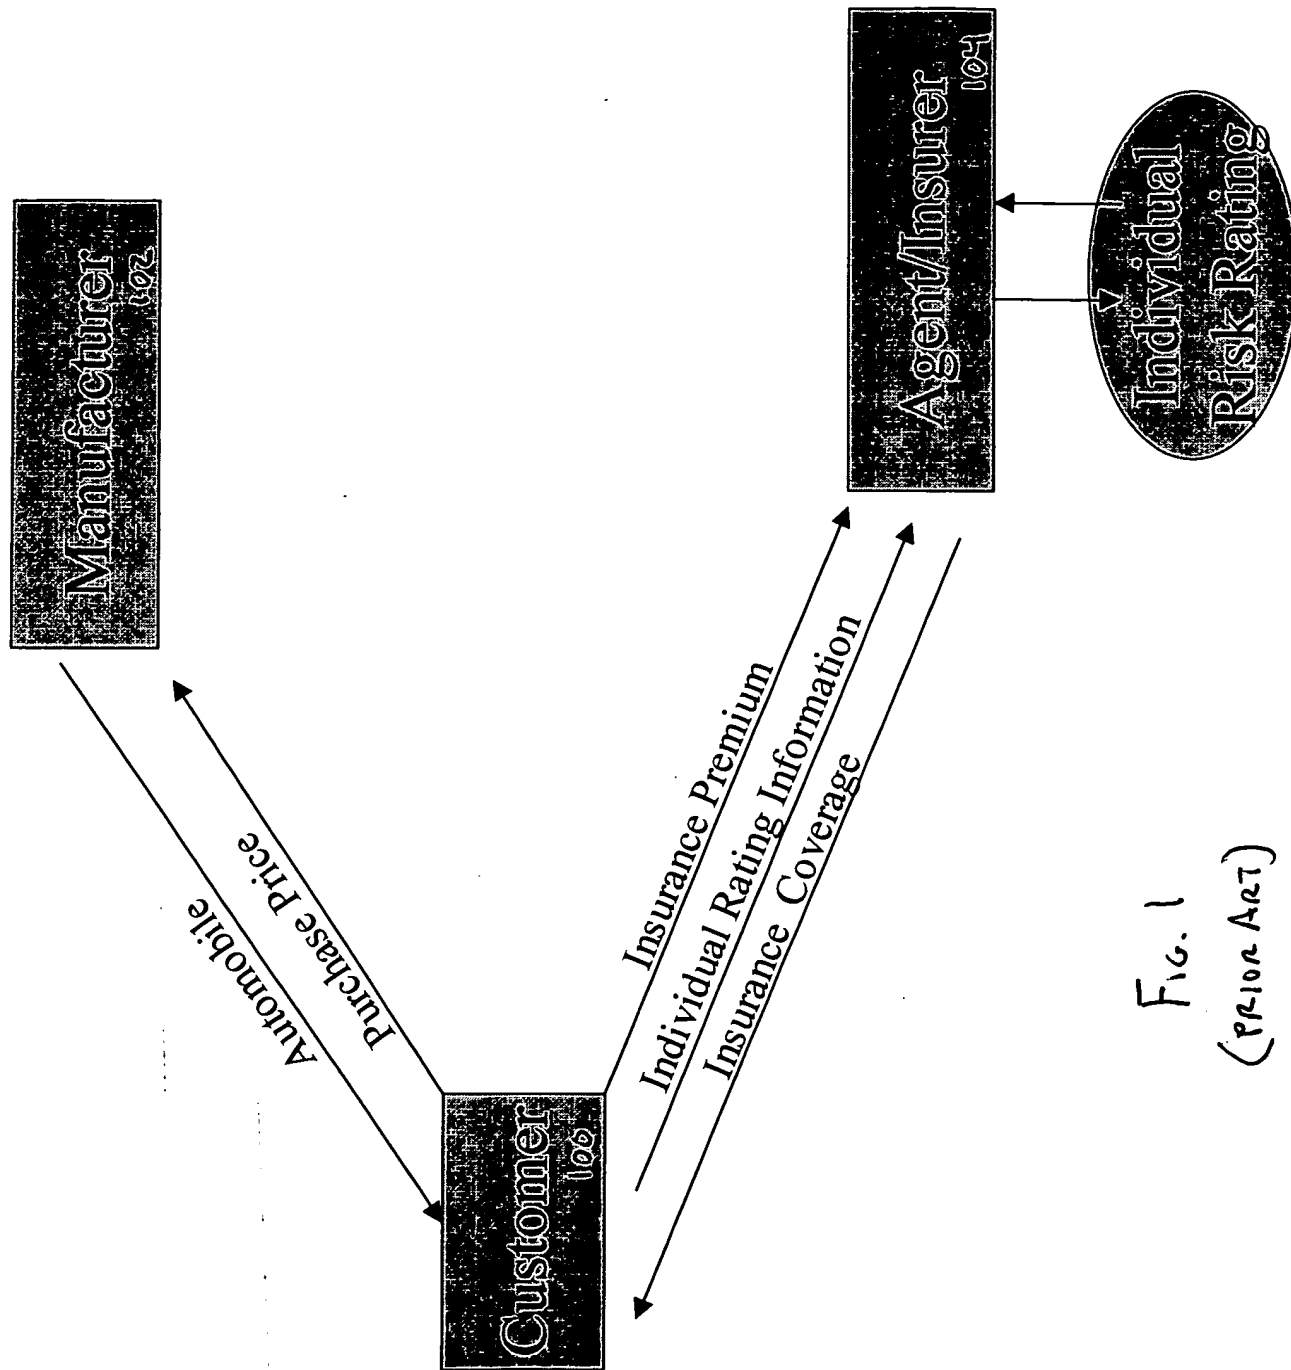 Manufacturer
102
Automobile
Purchase Price
Customer
100
Insurance Premium
Individual Rating Information
Insurance Coverage
Agent/Insurer
104
Individual
Risk Rating
FIG. 1
(PRIOR ART)